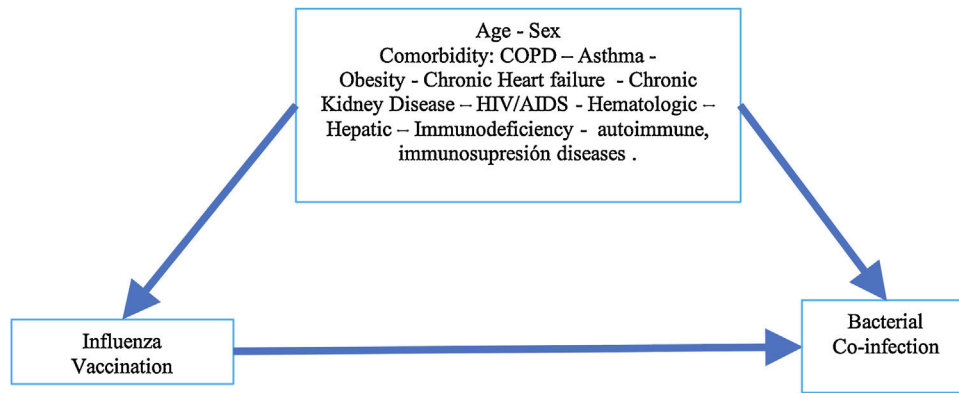 Age - Sex
Comorbidity: COPD – Asthma -
Obesity - Chronic Heart failure - Chronic
Kidney Disease – HIV/AIDS - Hematologic –
Hepatic – Immunodeficiency - autoimmune,
immunosupresión diseases .
Influenza
Vaccination
Bacterial
Co-infection